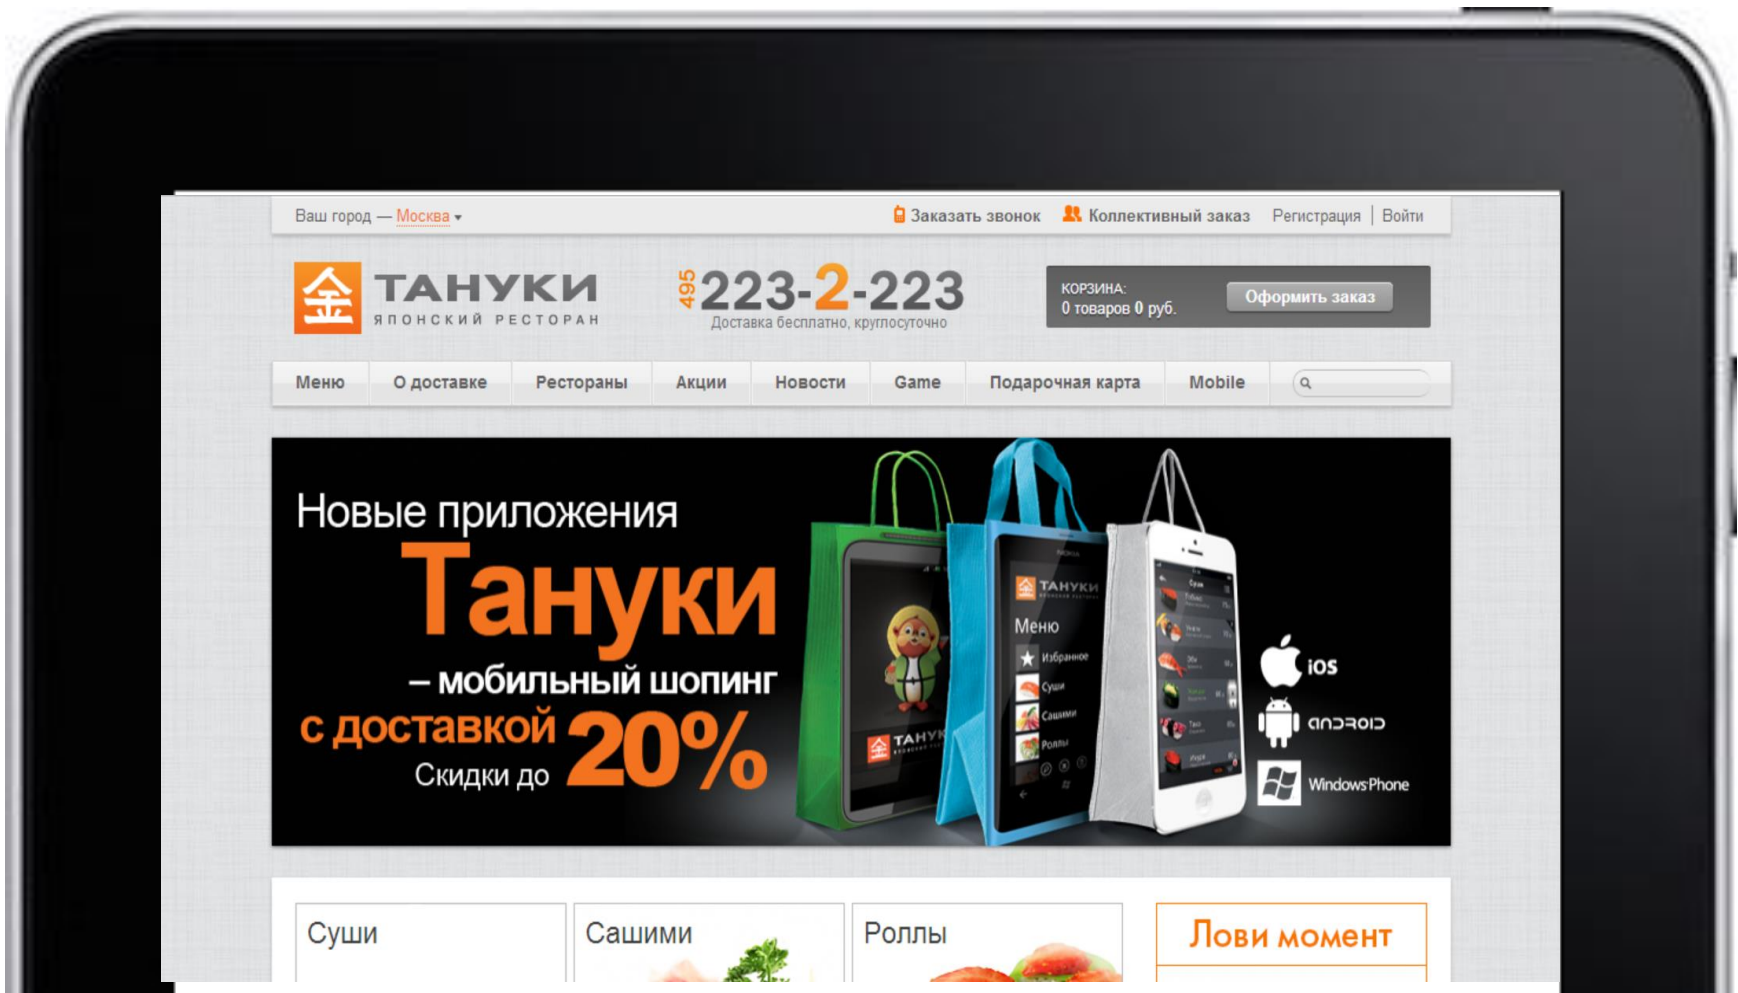 Ваш город — Москва
Заказать звонок
Коллективный заказ
Регистрация | Войти
金
ТАНУКИ
ЯПОНСКИЙ РЕСТОРАН
495 223-2-223
Доставка бесплатно, круглосуточно
КОРЗИНА:
0 товаров 0 руб.
Оформить заказ
Меню
О доставке
Рестораны
Акции
Новости
Game
Подарочная карта
Mobile
Новые приложения
Тануки
– мобильный шопинг
с доставкой
Скидки до 20%
金 ТАНУКИ
Меню
Избранное
Суши
Сашими
Роллы
Суши
iOS
ANDROID
Windows Phone
Суши
Сашими
Роллы
Лови момент